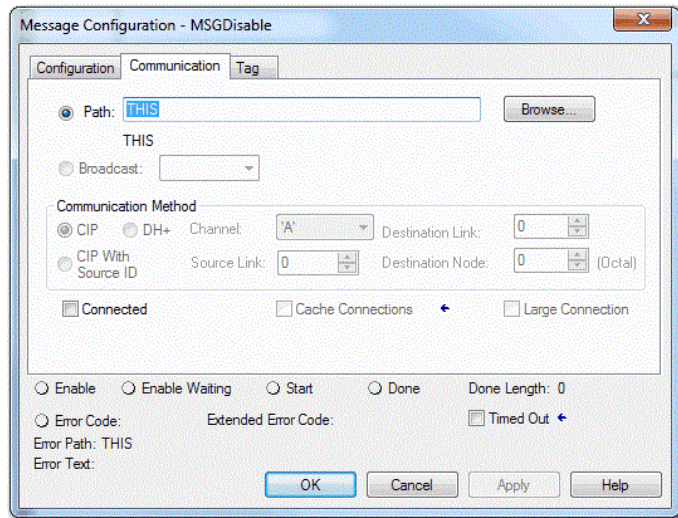 Message Configuration - MSGDisable
Configuration Communication Tag
Path: THIS Browse...
THIS
Broadcast:
Communication Method
CIP DH+ Channel: 'A' Destination Link: 0
CIP With Source ID Source Link: 0 Destination Node: 0 (Octal)
Connected Cache Connections Large Connection
Enable Enable Waiting Start Done Done Length: 0
Error Code: Extended Error Code: Timed Out
Error Path: THIS
Error Text:
OK Cancel Apply Help